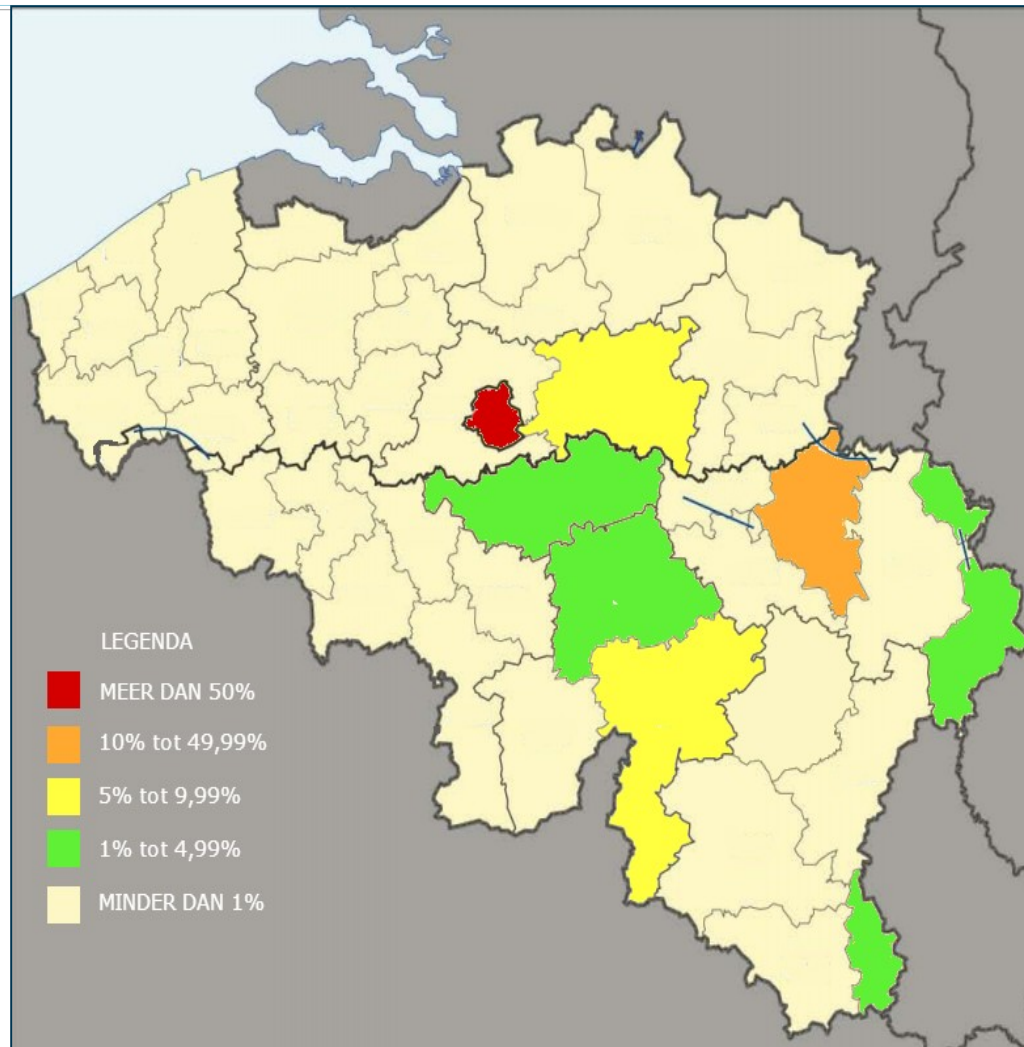 LEGENDA
MEER DAN 50%
10% tot 49,99%
5% tot 9,99%
1% tot 4,99%
MINDER DAN 1%